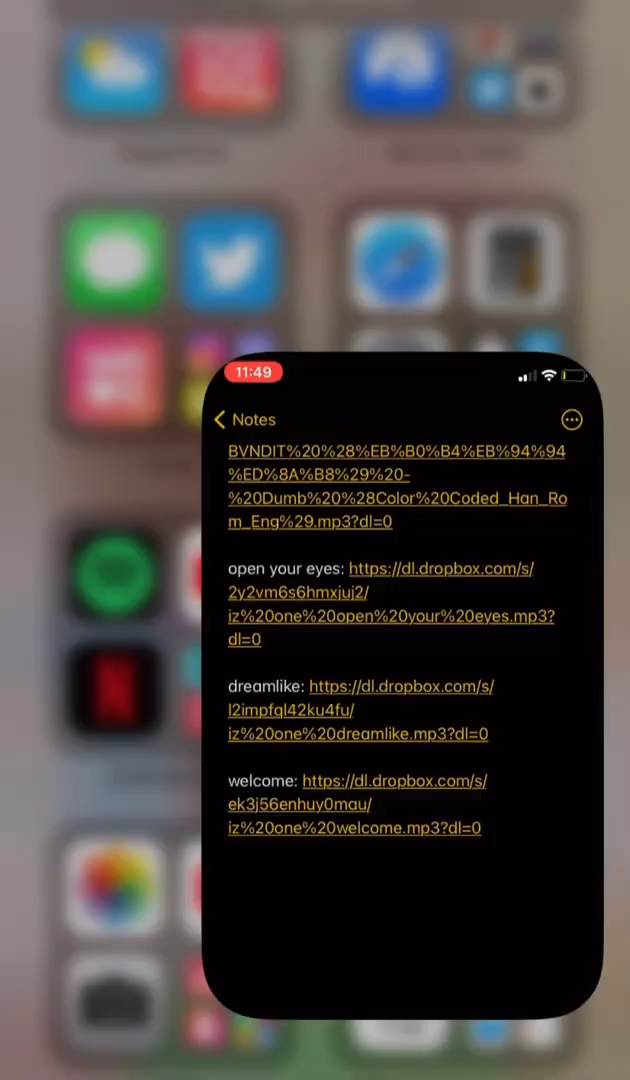 11:49
Notes
BVNDIT%20%28%EB%B0%B4%EB%94%94
%ED%8A%B8%29%20-
%20Dumb%20%28Color%20Coded_Han_Ro
m_Eng%29.mp3?dl=0
open your eyes: https://dl.dropbox.com/s/
2y2vm6s6hmxjuj2/
iz%20one%20open%20your%20eyes.mp3?
dl=0
dreamlike: https://dl.dropbox.com/s/
l2impfql42ku4fu/
iz%20one%20dreamlike.mp3?dl=0
welcome: https://dl.dropbox.com/s/
ek3j56enhuy0mau/
iz%20one%20welcome.mp3?dl=0